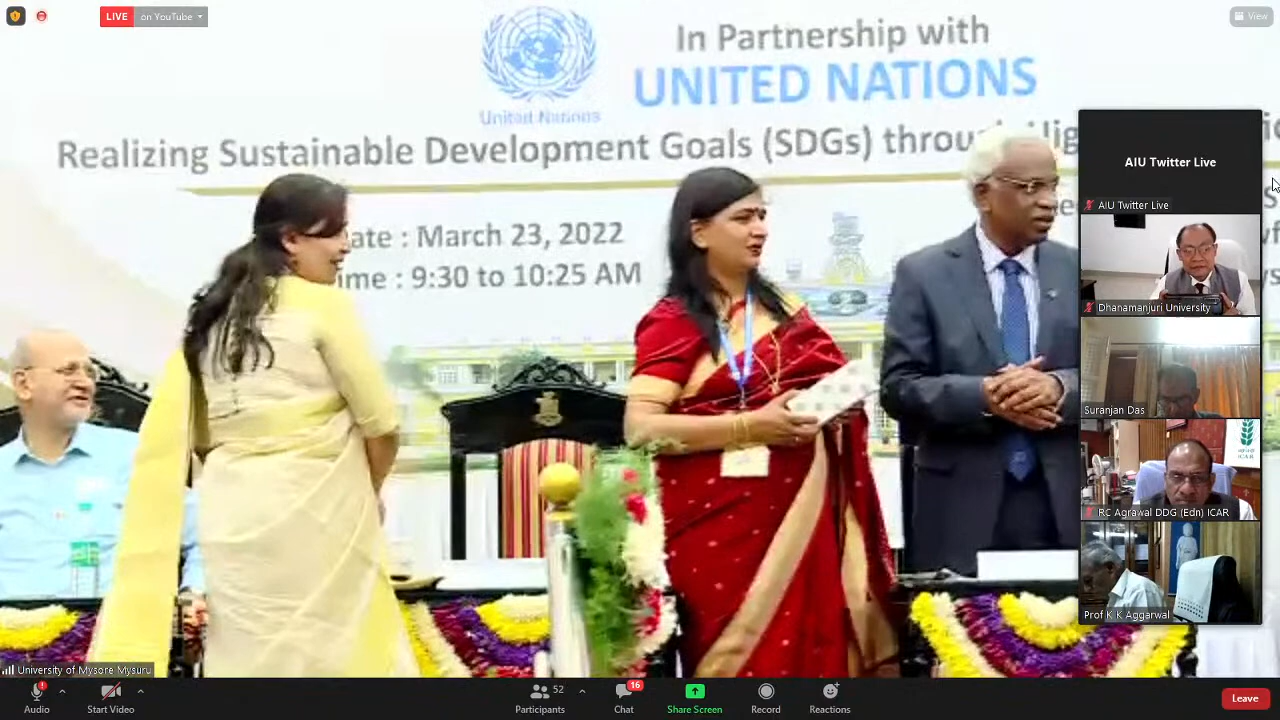 LIVE on YouTube
View
In Partnership with
UNITED NATIONS
United Nations
Realizing Sustainable Development Goals (SDGs)
ate : March 23, 2022
ime : 9:30 to 10:25 AM
AIU Twitter Live
AIU Twitter Live
Dhanamanjuri University
Suranjan Das
ICAR
RC Agrawal DDG (Edn) ICAR
Prof K K Aggarwal
University of Mysore Mysuru
Audio
Start Video
52
Participants
16
Chat
Share Screen
Record
Reactions
Leave